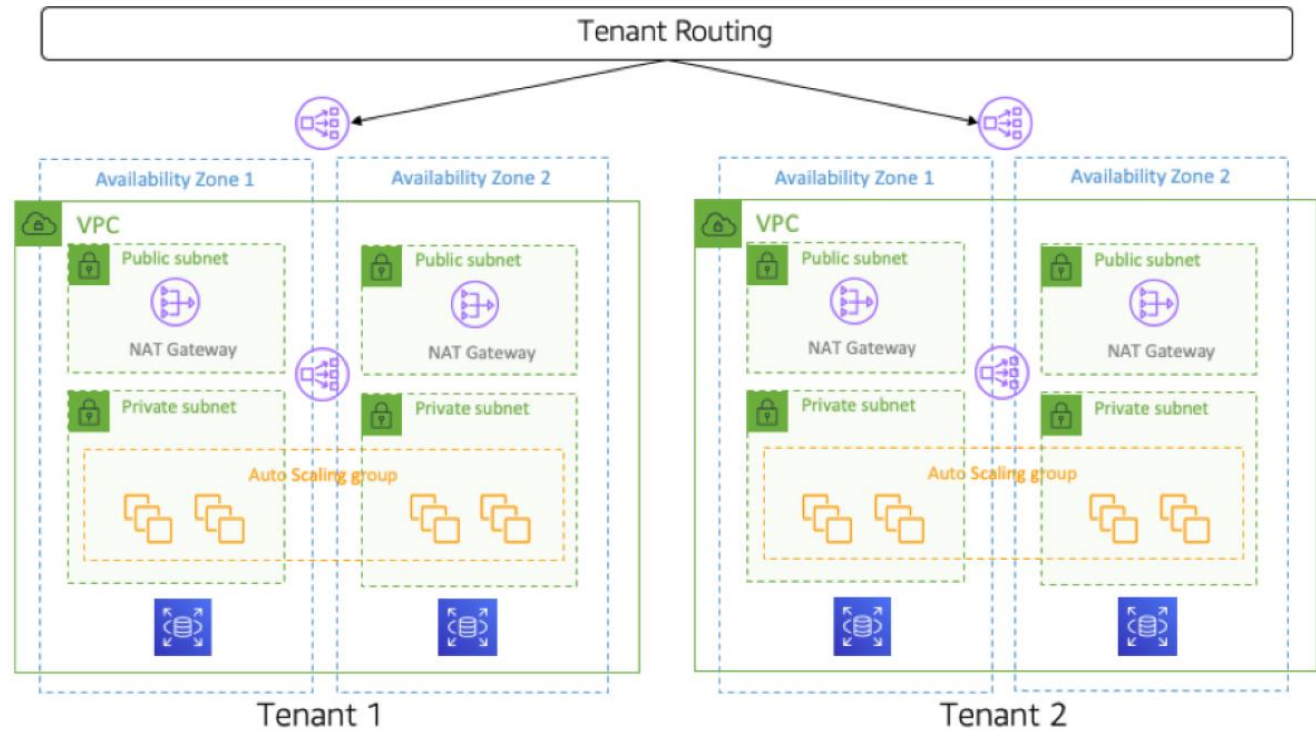 Tenant Routing
Availability Zone 1
Availability Zone 2
VPC
Public subnet
Public subnet
NAT Gateway
NAT Gateway
Private subnet
Private subnet
Auto Scaling group
Tenant 1
Availability Zone 1
Availability Zone 2
VPC
Public subnet
Public subnet
NAT Gateway
NAT Gateway
Private subnet
Private subnet
Auto Scaling group
Tenant 2